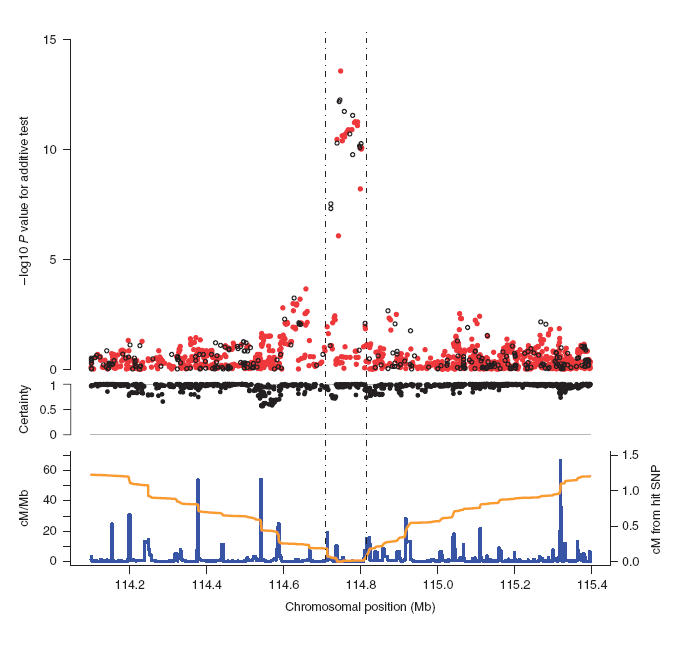 15
10
5
0
−log10 P value for additive test
1
0.5
0
Certainty
60
40
20
0
cM/Mb
1.5
1.0
0.5
0.0
cM from hit SNP
114.2 114.4 114.6 114.8 115.0 115.2 115.4
Chromosomal position (Mb)